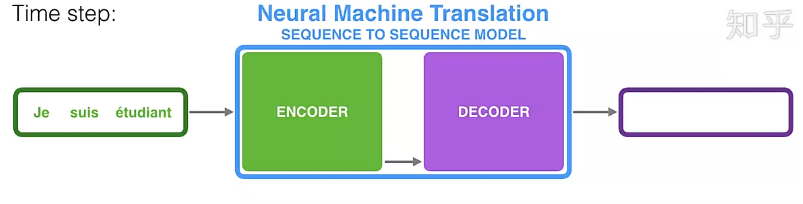 Time step:
Neural Machine Translation
SEQUENCE TO SEQUENCE MODEL
知乎
Je suis étudiant
ENCODER
DECODER